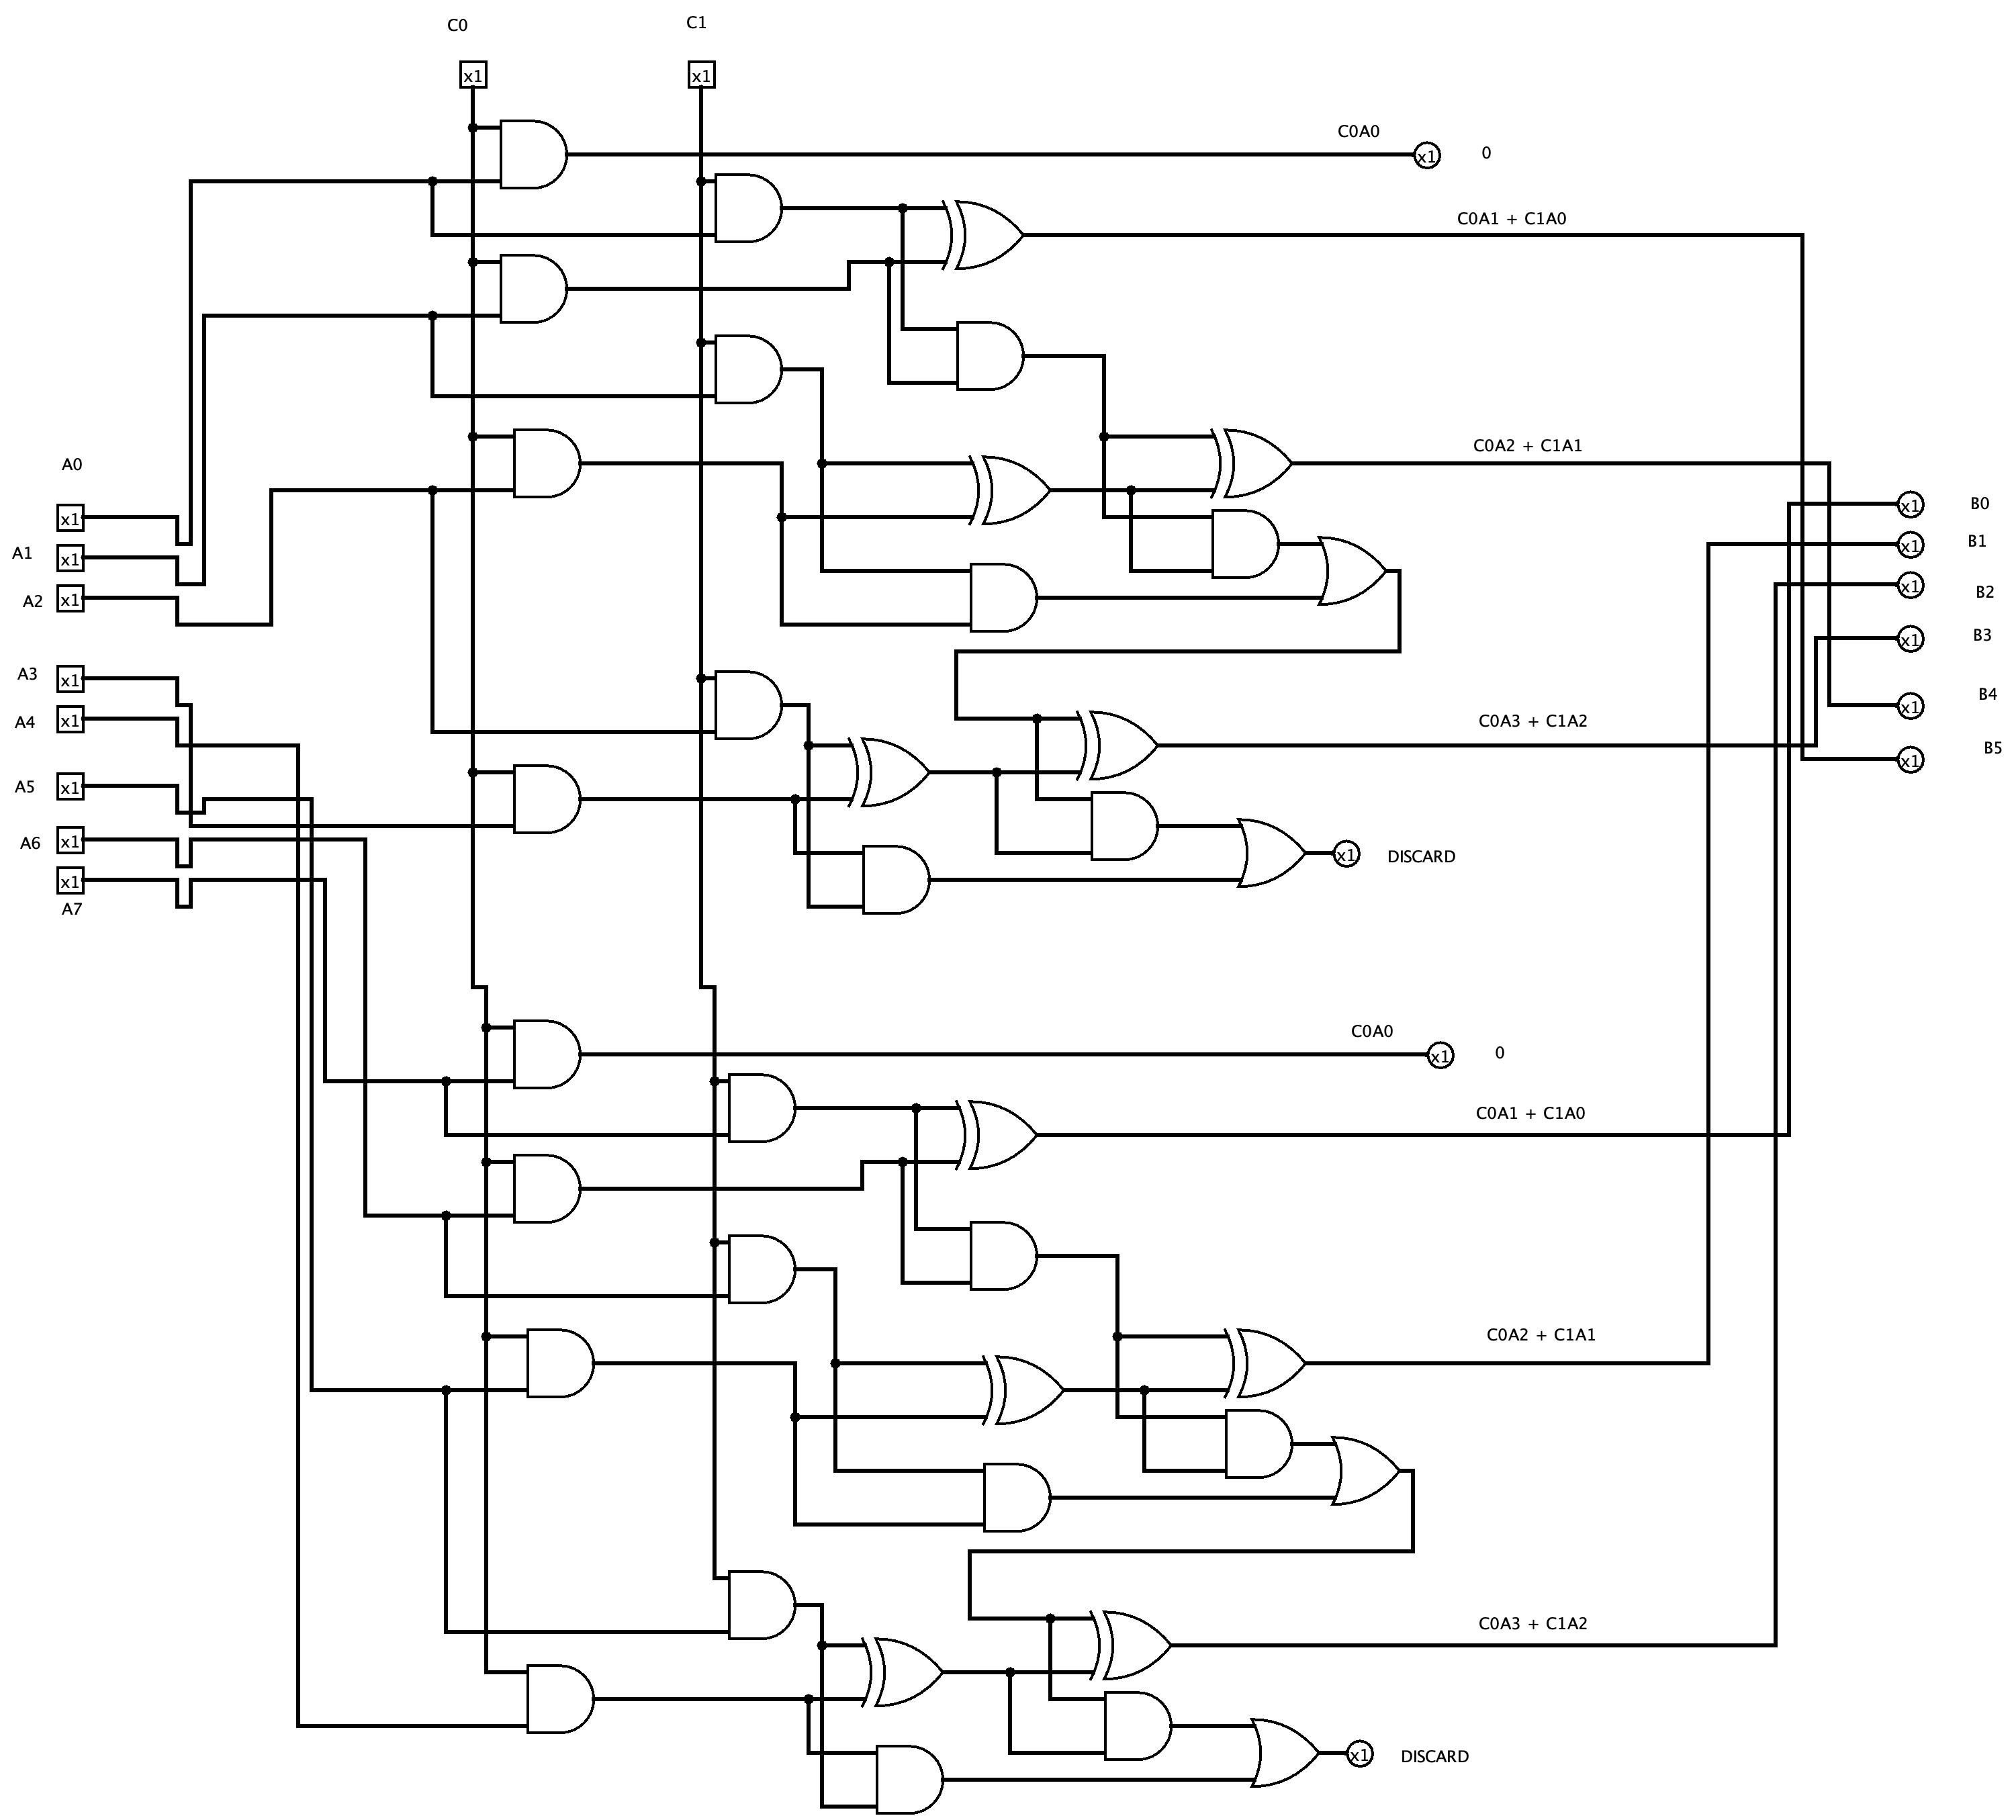 C0 C1
x1 x1
C0A0
x1 0
C0A1 + C1A0
C0A2 + C1A1
A0
x1
x1 B0
A1 x1
x1 B1
A2 x1
x1 B2
x1 B3
A3 x1
x1 B4
A4 x1
C0A3 + C1A2
x1 B5
A5 x1
A6 x1
x1 DISCARD
x1
A7
C0A0
x1 0
C0A1 + C1A0
C0A2 + C1A1
C0A3 + C1A2
x1 DISCARD